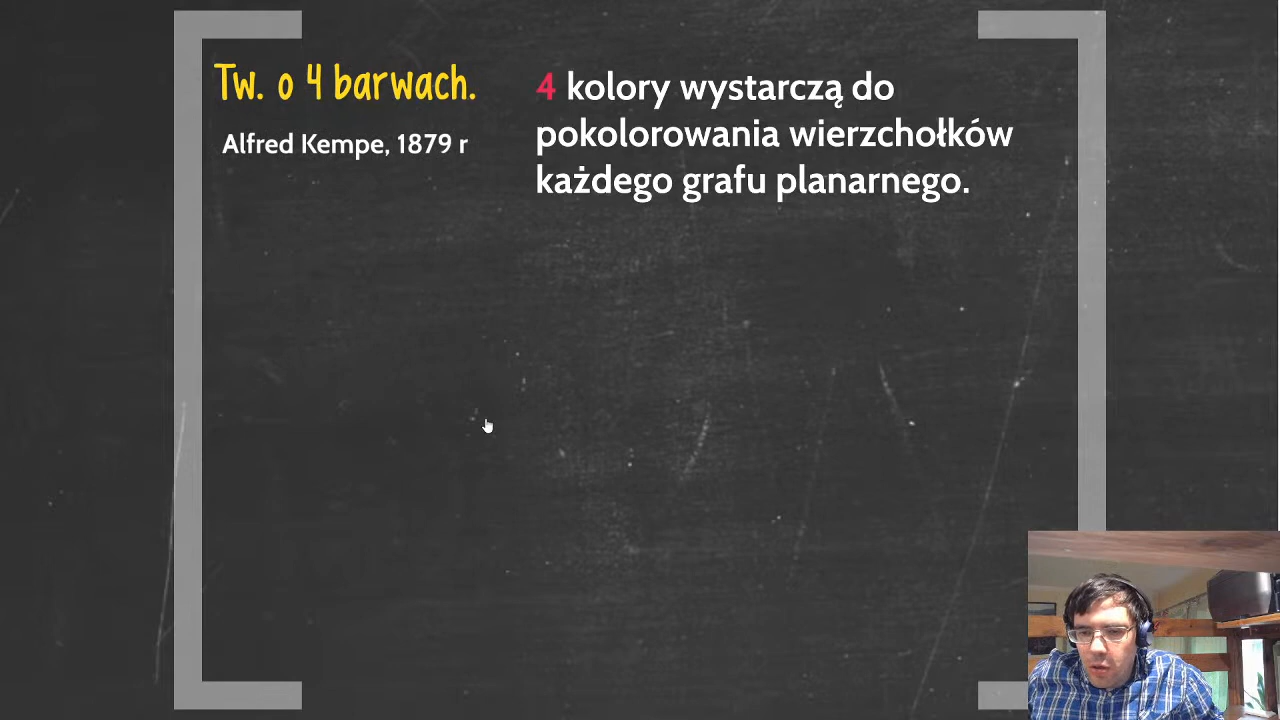 Tw. o 4 barwach.
Alfred Kempe, 1879 r
4 kolory wystarczą do
pokolorowania wierzchołków
każdego grafu planarnego.